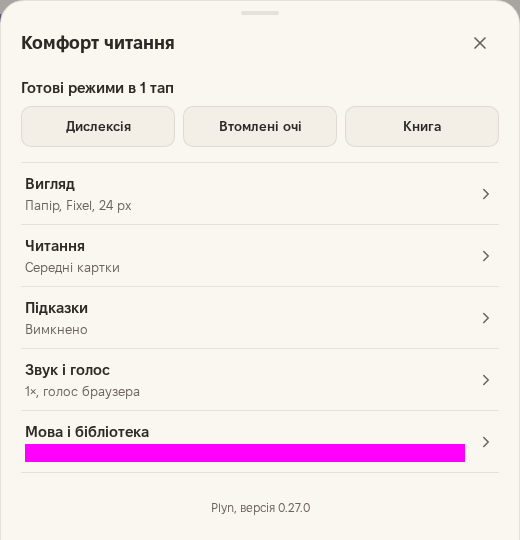 Комфорт читання
Готові режими в 1 тап
Дислексія
Втомлені очі
Книга
Вигляд
Папір, Fixel, 24 px
Читання
Середні картки
Підказки
Вимкнено
Звук і голос
1×, голос браузера
Мова і бібліотека
Plyn, версія 0.27.0